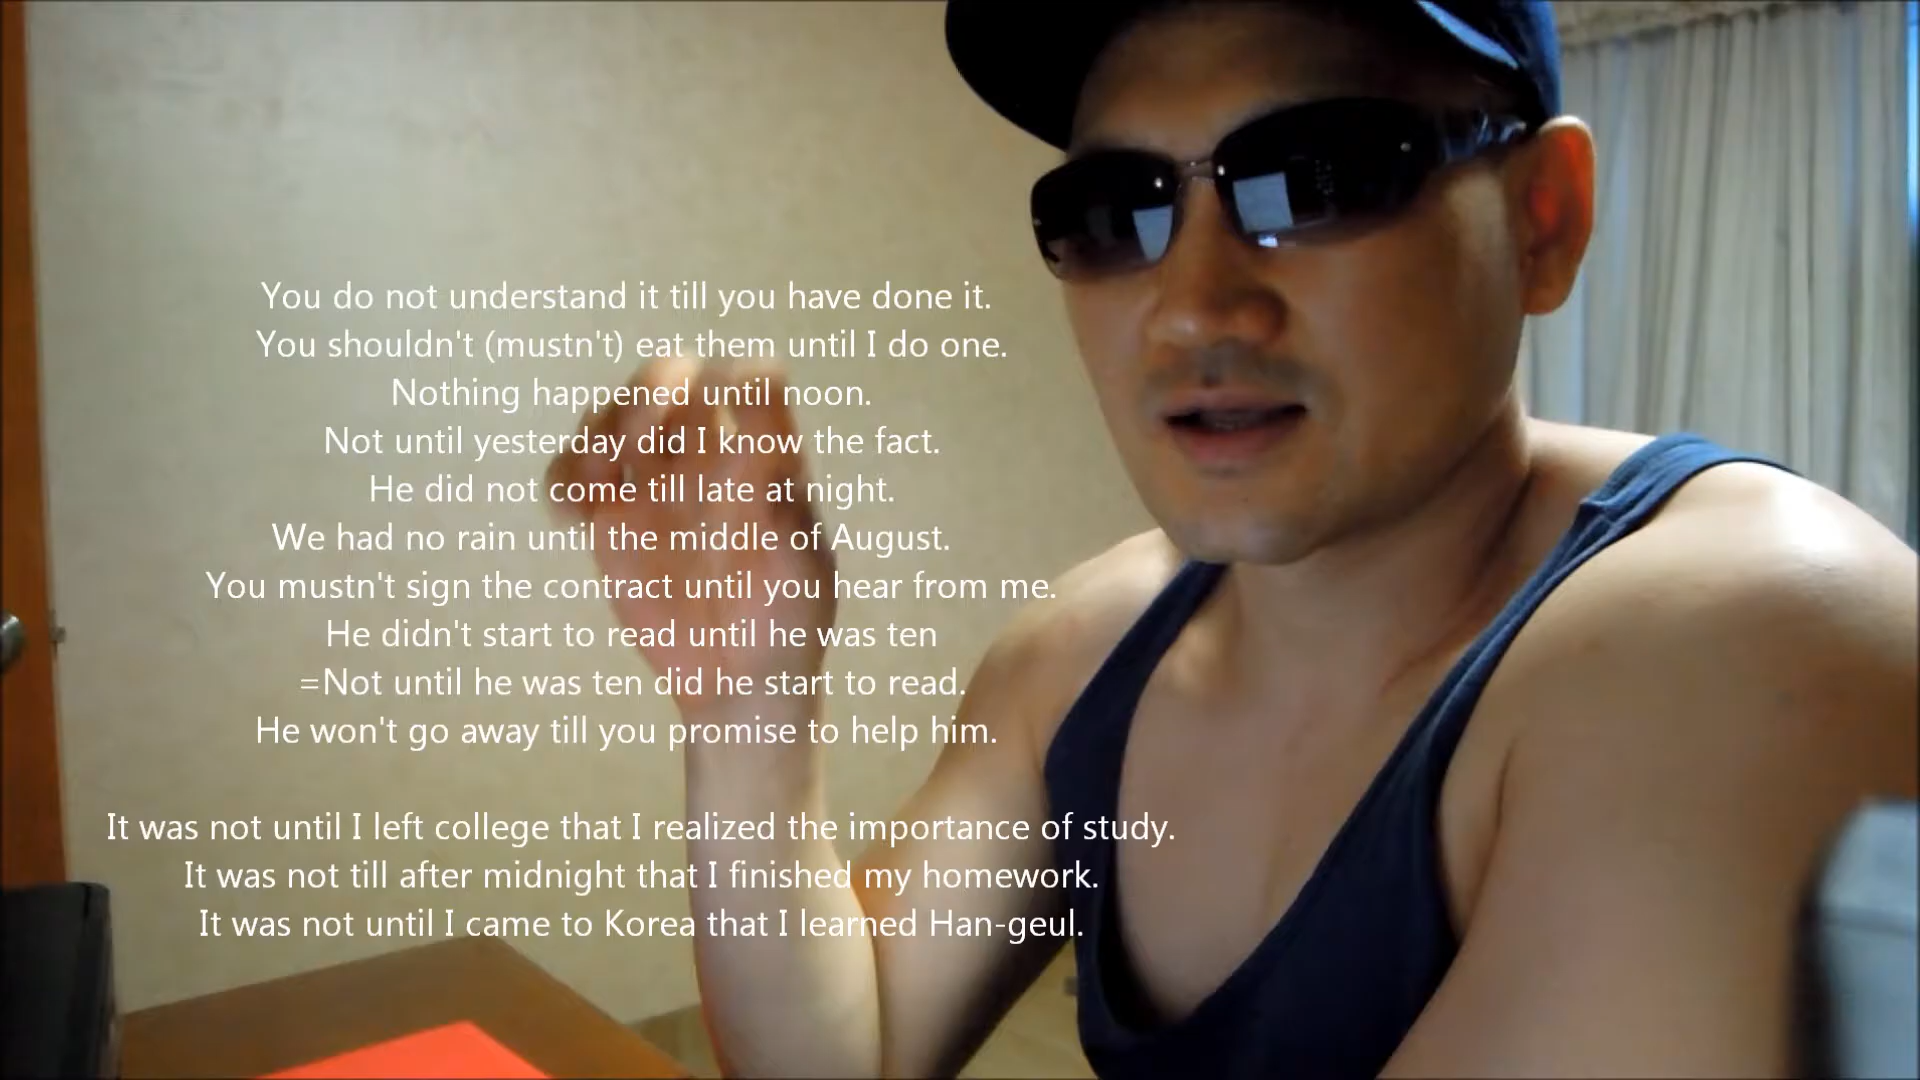 You do not understand it till you have done it.
You shouldn't (mustn't) eat them until I do one.
Nothing happened until noon.
Not until yesterday did I know the fact.
He did not come till late at night.
We had no rain until the middle of August.
You mustn't sign the contract until you hear from me.
He didn't start to read until he was ten
=Not until he was ten did he start to read.
He won't go away till you promise to help him.
It was not until I left college that I realized the importance of study.
It was not till after midnight that I finished my homework.
It was not until I came to Korea that I learned Han-geul.